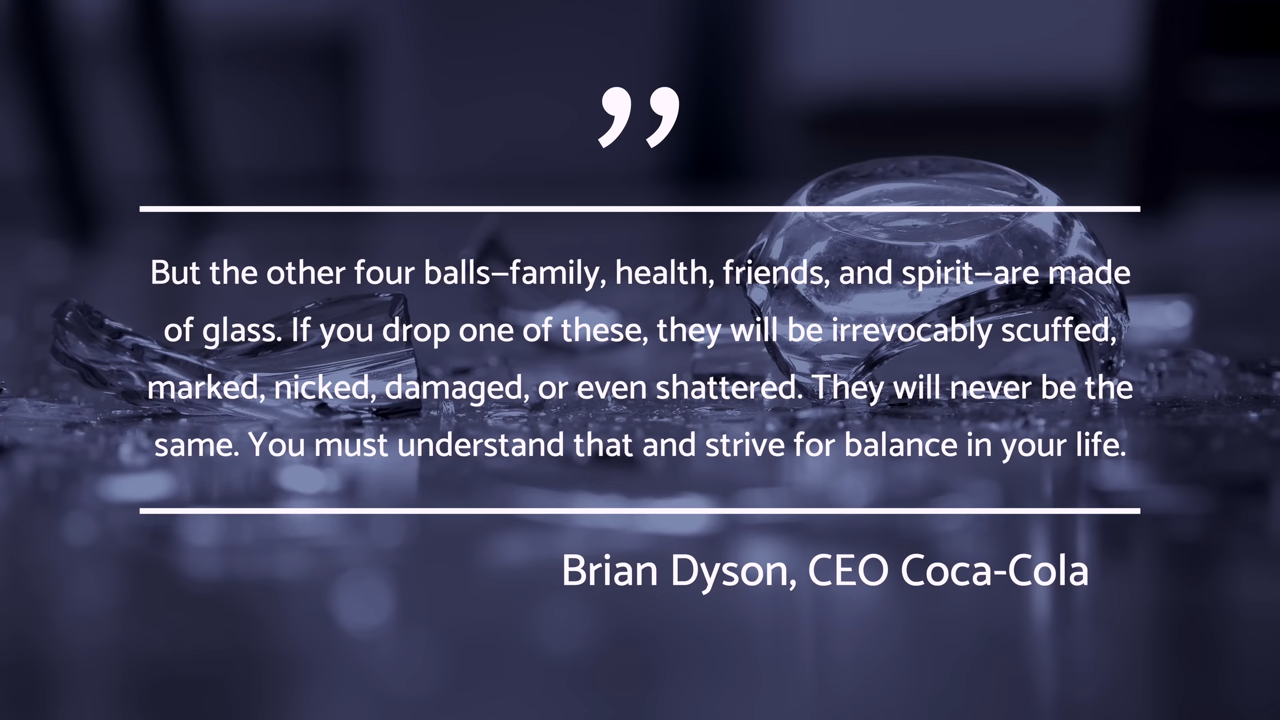 ”
But the other four balls–family, health, friends, and spirit–are made
of glass. If you drop one of these, they will be irrevocably scuffed,
marked, nicked, damaged, or even shattered. They will never be the
same. You must understand that and strive for balance in your life.
Brian Dyson, CEO Coca-Cola